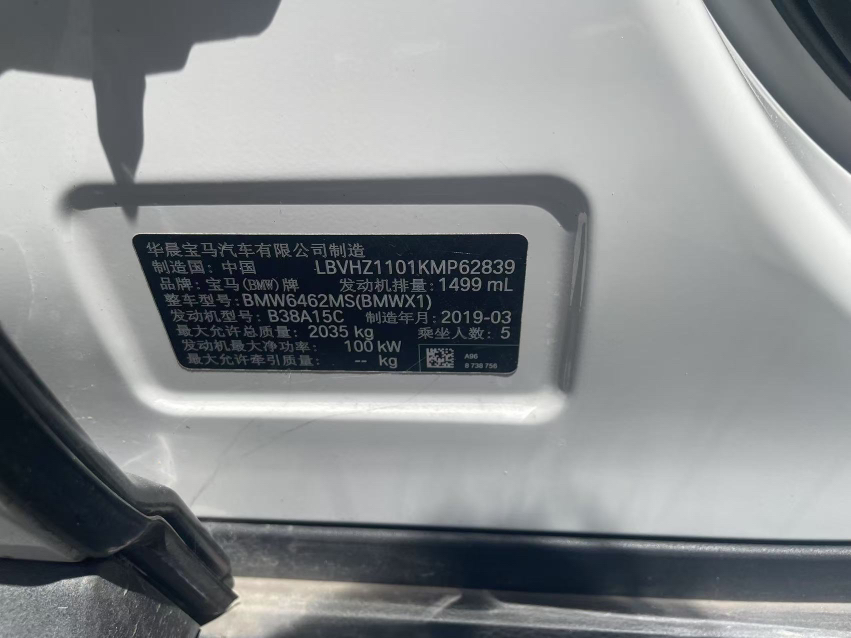 华晨宝马汽车有限公司制造
制造国: 中国 LBVHZ1101KMP62839
品牌: 宝马(BMW)牌 发动机排量: 1499 mL
整车型号: BMW6462MS(BMWX1)
发动机型号: B38A15C 制造年月: 2019-03
最大允许总质量: 2035 kg 乘坐人数: 5
发动机最大净功率: 100 kW
最大允许牵引质量: -- kg
A96
8 738 756